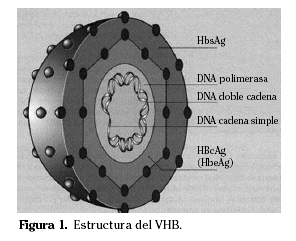 HbsAg
DNA polimerasa
DNA doble cadena
DNA cadena simple
HBcAg
(HbeAg)
Figura 1. Estructura del VHB.